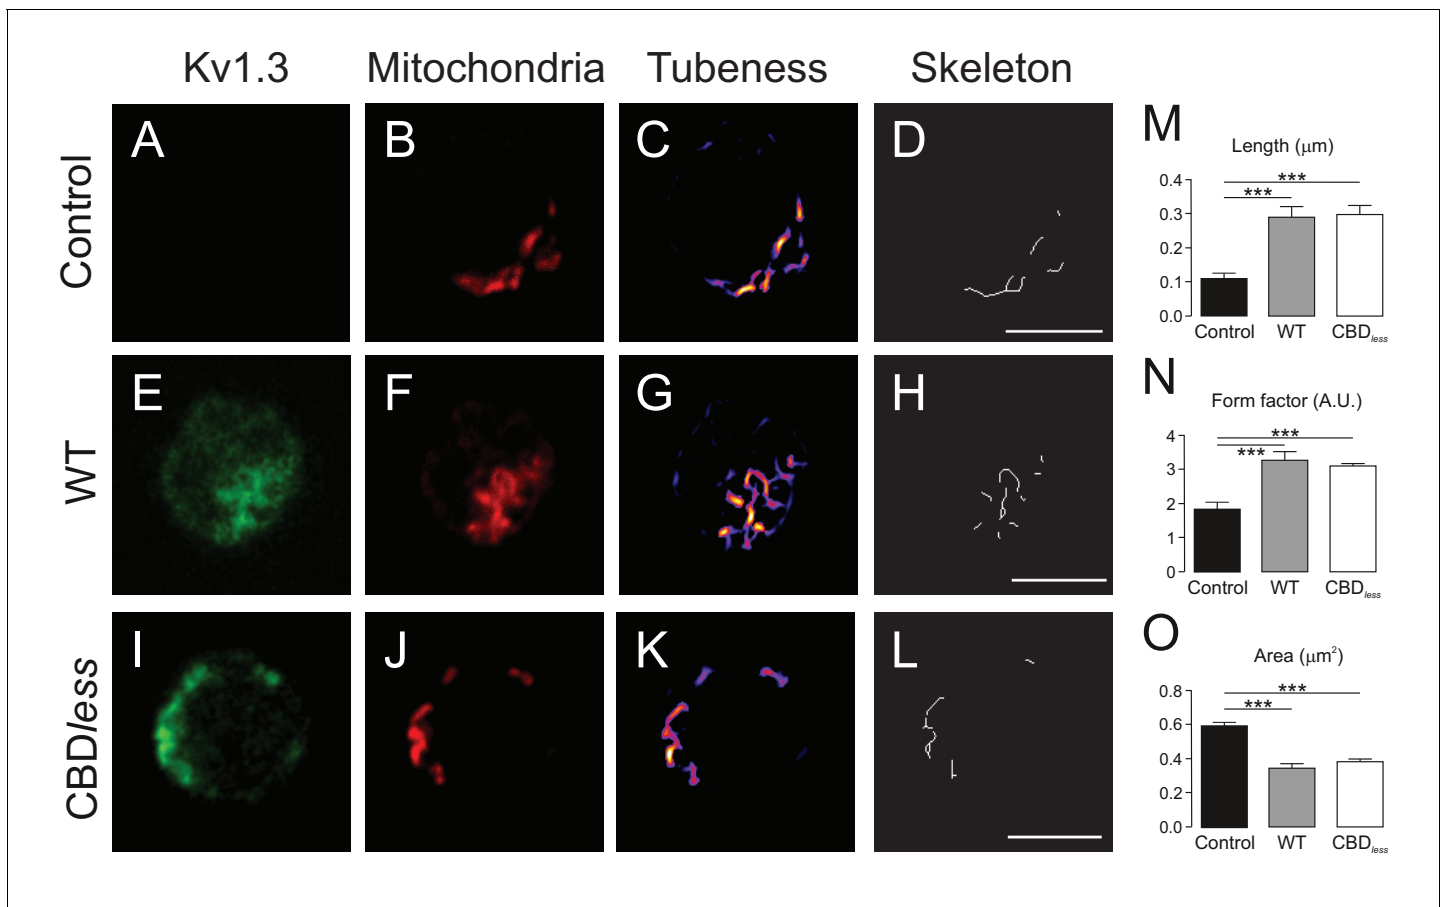 Kv1.3 Mitochondria Tubeness Skeleton
Control
A B C D
WT
E F G H
CBDless
I J K L
M
Length (μm)
***
***
0.4
0.3
0.2
0.1
0.0
Control WT CBDless
N
Form factor (A.U.)
***
***
4
3
2
1
0
Control WT CBDless
O
Area (μm²)
***
***
0.8
0.6
0.4
0.2
0.0
Control WT CBDless